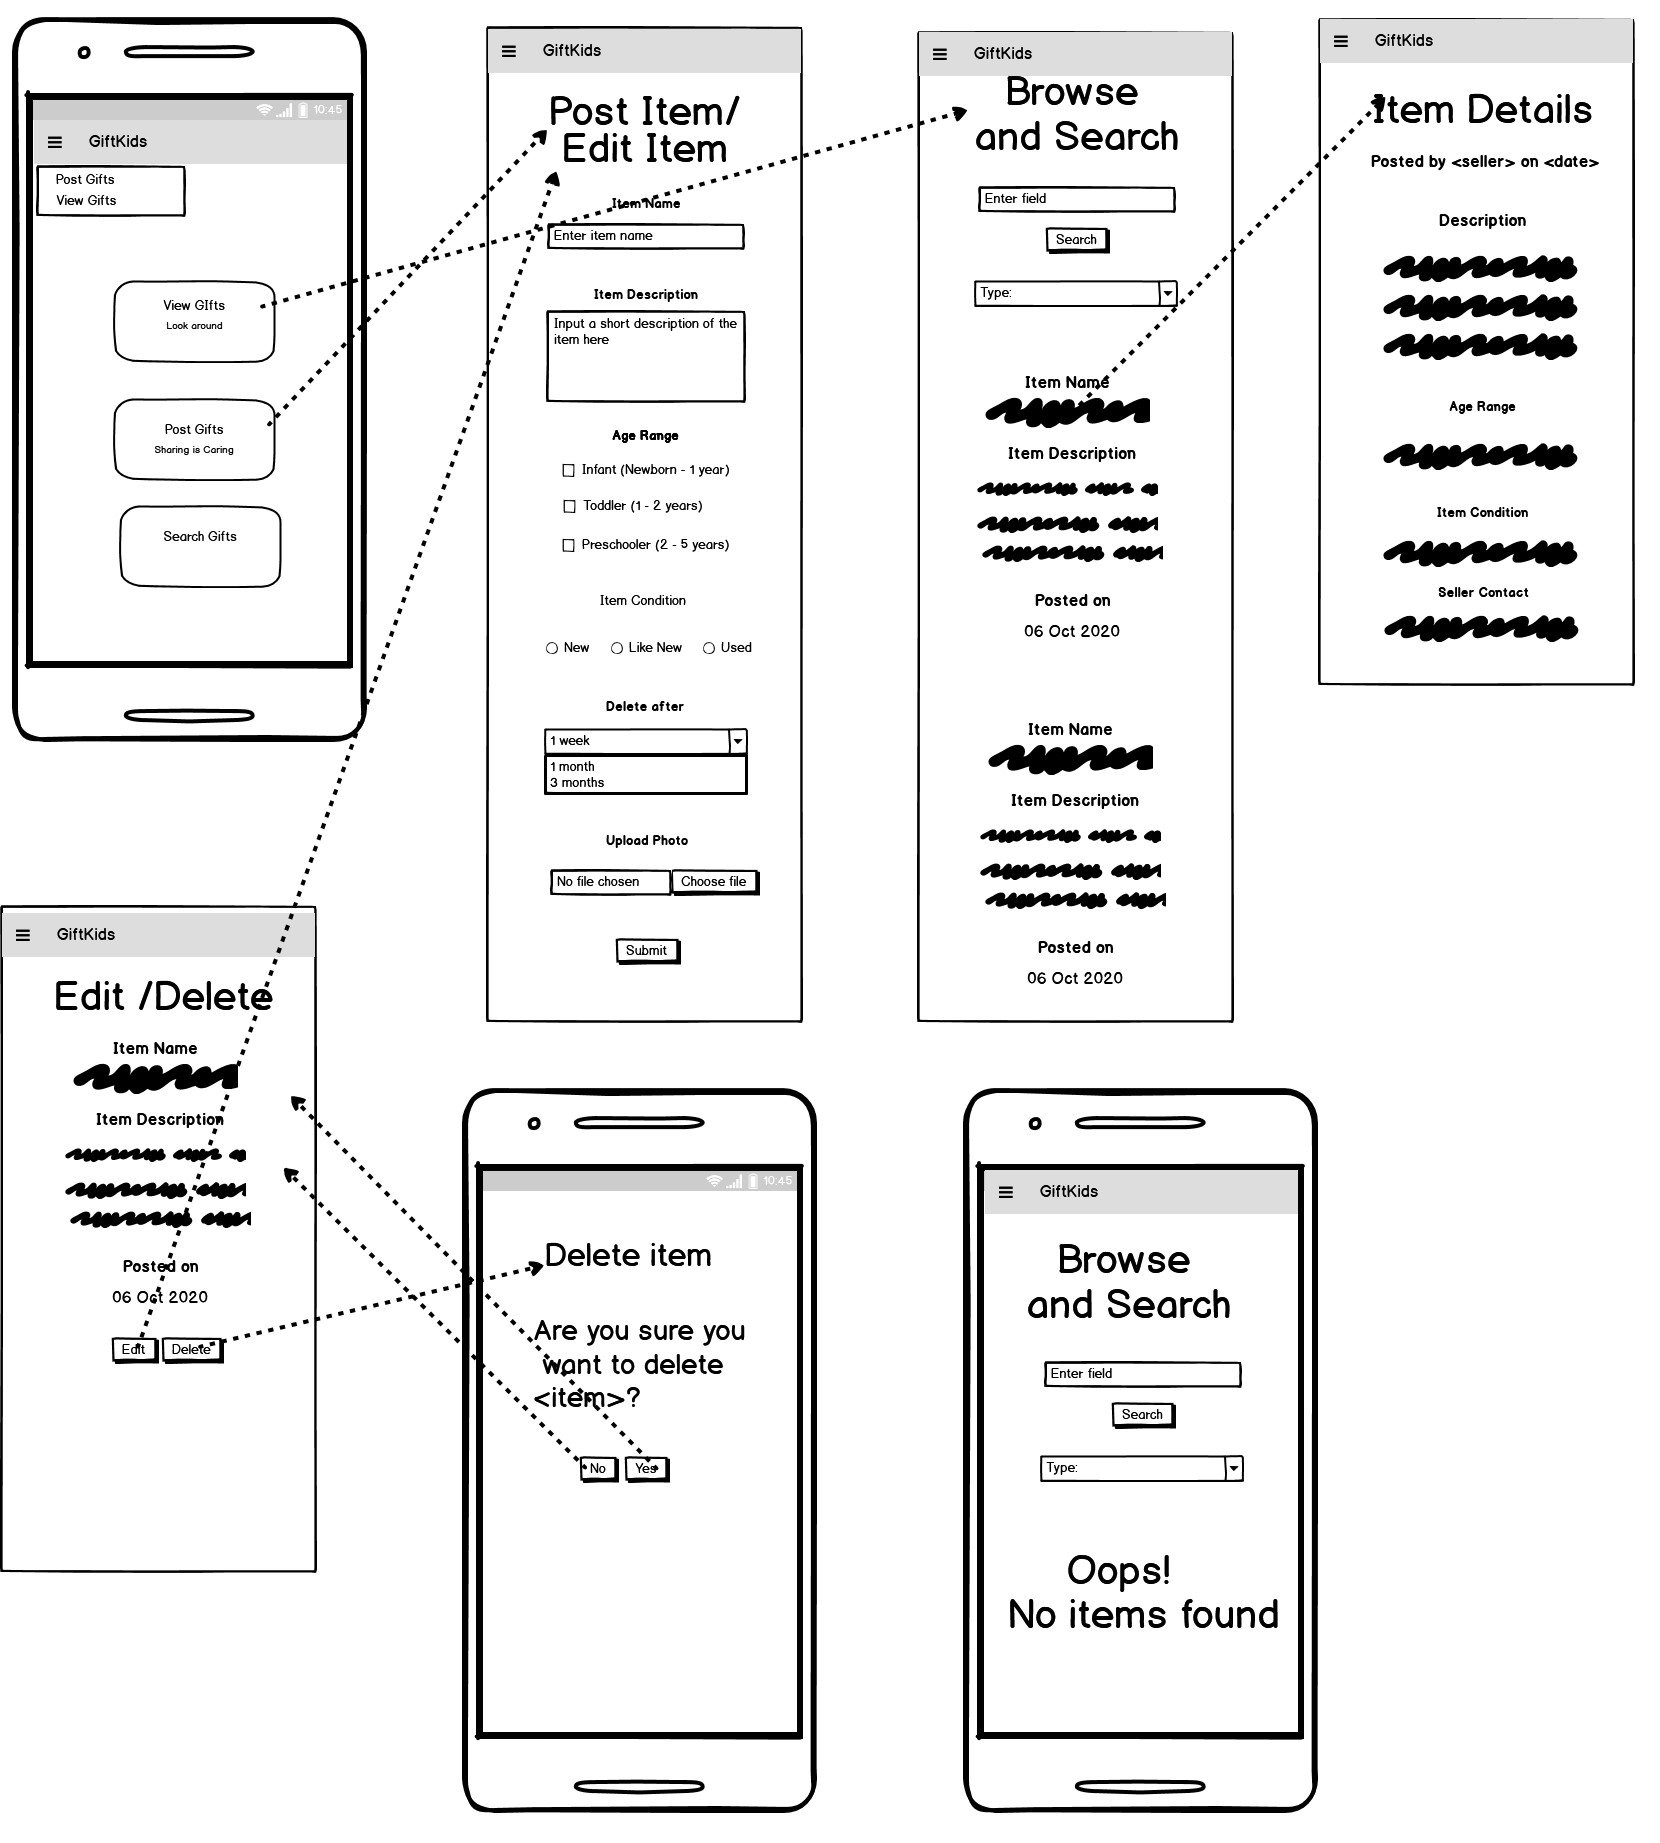 10:45
GiftKids
Post Gifts
View Gifts
View GIfts
Look around
Post Gifts
Sharing is Caring
Search Gifts
GiftKids
Post Item/
Edit Item
Item Name
Enter item name
Item Description
Input a short description of the
item here
Age Range
Infant (Newborn - 1 year)
Toddler (1 - 2 years)
Preschooler (2 - 5 years)
Item Condition
New Like New Used
Delete after
1 week
1 month
3 months
Upload Photo
No file chosen Choose file
Submit
GiftKids
Browse
and Search
Enter field
Search
Type:
Item Name
Item Description
Posted on
06 Oct 2020
Item Name
Item Description
Posted on
06 Oct 2020
GiftKids
Item Details
Posted by <seller> on <date>
Description
Age Range
Item Condition
Seller Contact
GiftKids
Edit /Delete
Item Name
Item Description
Posted on
06 Oct 2020
Edit Delete
10:45
Delete item
Are you sure you
want to delete
<item>?
No Yes
GiftKids
Browse
and Search
Enter field
Search
Type:
Oops!
No items found